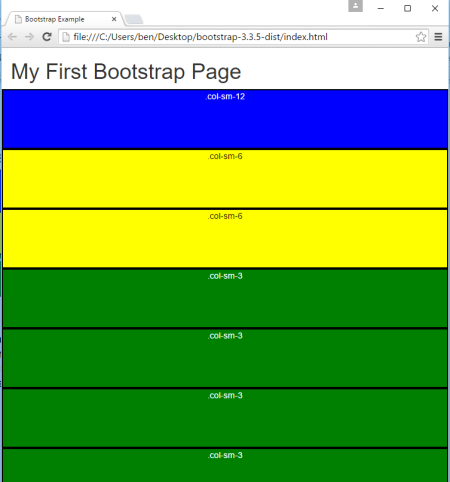 Bootstrap Example
file:///C:/Users/ben/Desktop/bootstrap-3.3.5-dist/index.html
My First Bootstrap Page
.col-sm-12
.col-sm-6
.col-sm-6
.col-sm-3
.col-sm-3
.col-sm-3
.col-sm-3